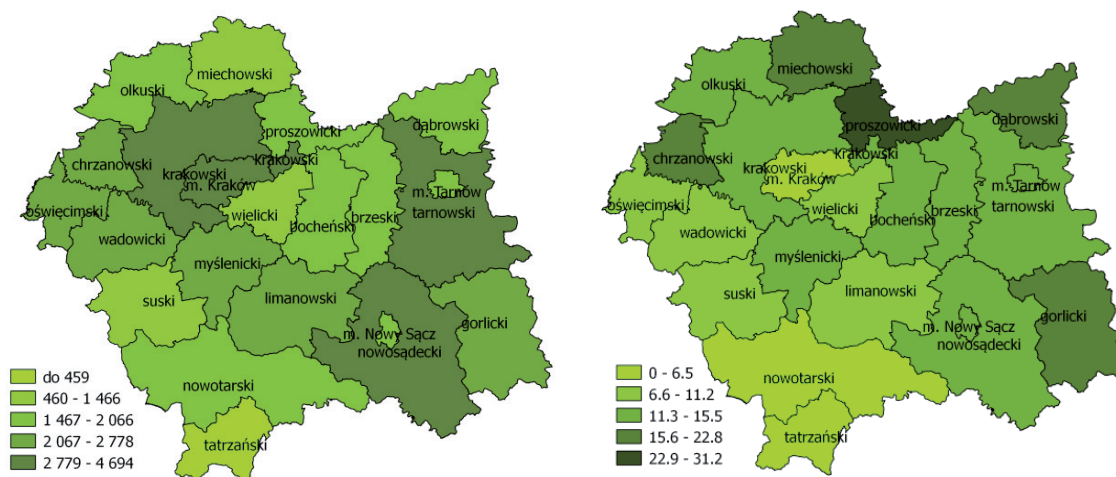 miechowski
olkuski
dąbrowski
proszowicki
chrzanowski
krakowski
krakowski
m. Kraków
m. Tarnów
oświęcimski
wielicki
brzeski
tarnowski
bocheński
wadowicki
myślenicki
suski
limanowski
gorlicki
m. Nowy Sącz
nowosądecki
nowotarski
tatrzański
do 459
460 - 1 466
1 467 - 2 066
2 067 - 2 778
2 779 - 4 694
miechowski
olkuski
proszowicki
dąbrowski
chrzanowski
krakowski
krakowski
m. Kraków
m. Tarnów
oświęcimski
wielicki
brzeski
tarnowski
bocheński
wadowicki
myślenicki
suski
limanowski
gorlicki
m. Nowy Sącz
nowosądecki
nowotarski
tatrzański
0 - 6.5
6.6 - 11.2
11.3 - 15.5
15.6 - 22.8
22.9 - 31.2